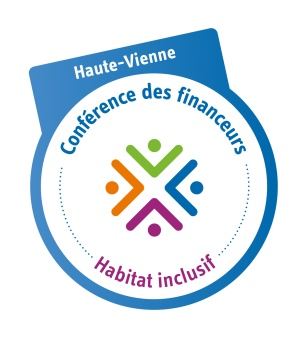 Haute-Vienne
Conférence des financeurs
Habitat inclusif